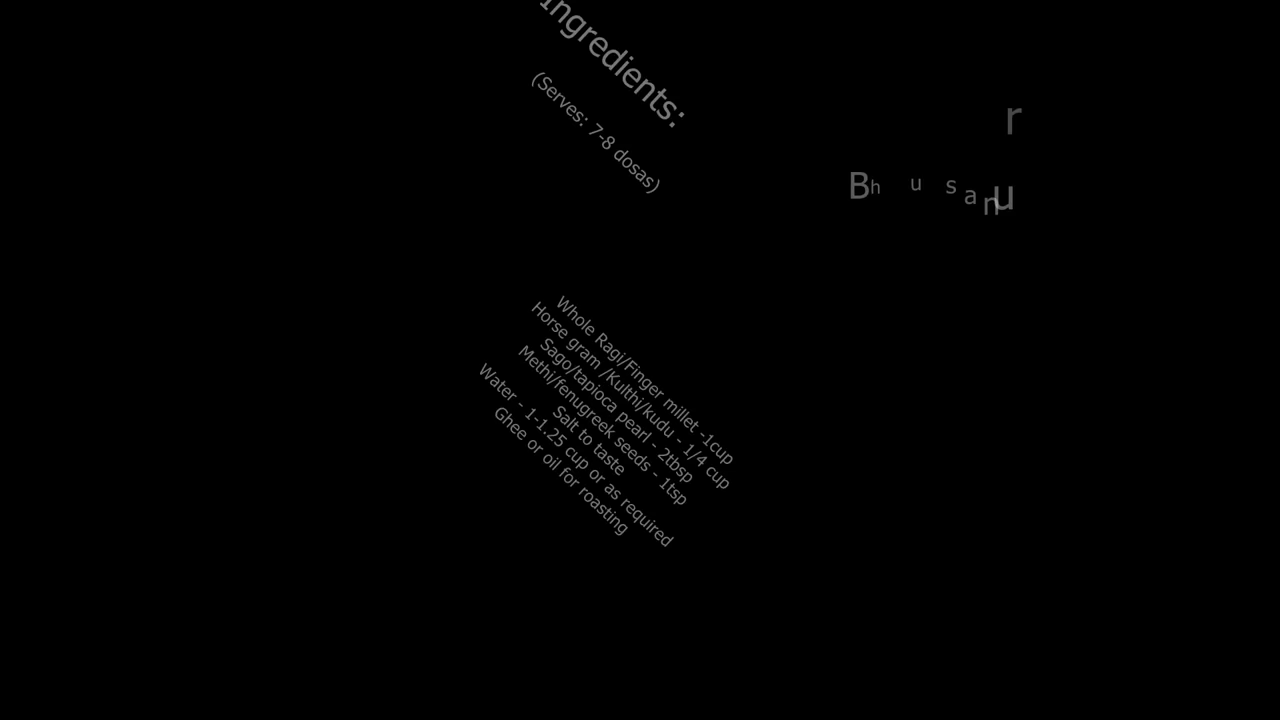 Ingredients:
(Serves: 7-8 dosas)
Whole Ragi/Finger millet -1cup
Horse gram /Kulthi/kudu - 1/4 cup
Sago/tapioca pearl - 2tbsp
Methi/fenugreek seeds - 1tsp
Salt to taste
Water - 1-1.25 cup or as required
Ghee or oil for roasting
r
Bhusanu